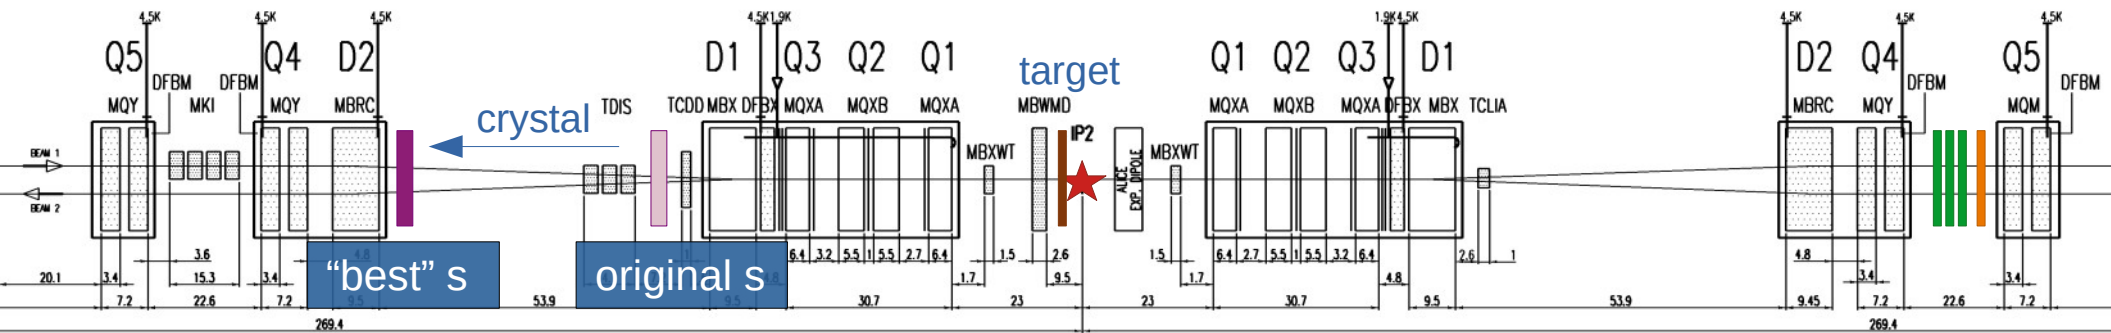 4.5K 4.5K 4.5K 4.5K 1.9K 1.9K 4.5K 4.5K 4.5K 4.5K
Q5 Q4 D2 D1 Q3 Q2 Q1 target Q1 Q2 Q3 D1 D2 Q4 Q5
DFBM DFBM DFBM DFBM
MQY MKI MQY MBRC crystal TDIS TCDD MBX DFBX MQXA MQXB MQXA MBWMD MQXA MQXB MQXA DFBX MBX TCLIA MBRC MQY MQM
IP2
BEAM 1 MBXWT MBXWT
ALICE
EXP. DIPOLE
BEAM 2
3.6 4.8 1 6.4 3.2 5.5 1 5.5 2.7 6.4 1.5 2.6 1.5 6.4 2.7 5.5 1 5.5 3.2 6.4 2.6 1 4.8
"best" s original s
20.1 3.4 15.3 3.4 1.7 9.5 1.7 4.8 3.4 3.4
7.2 22.6 7.2 9.5 53.9 9.5 30.7 23 23 30.7 9.5 53.9 9.45 7.2 22.6 7.2
269.4 269.4